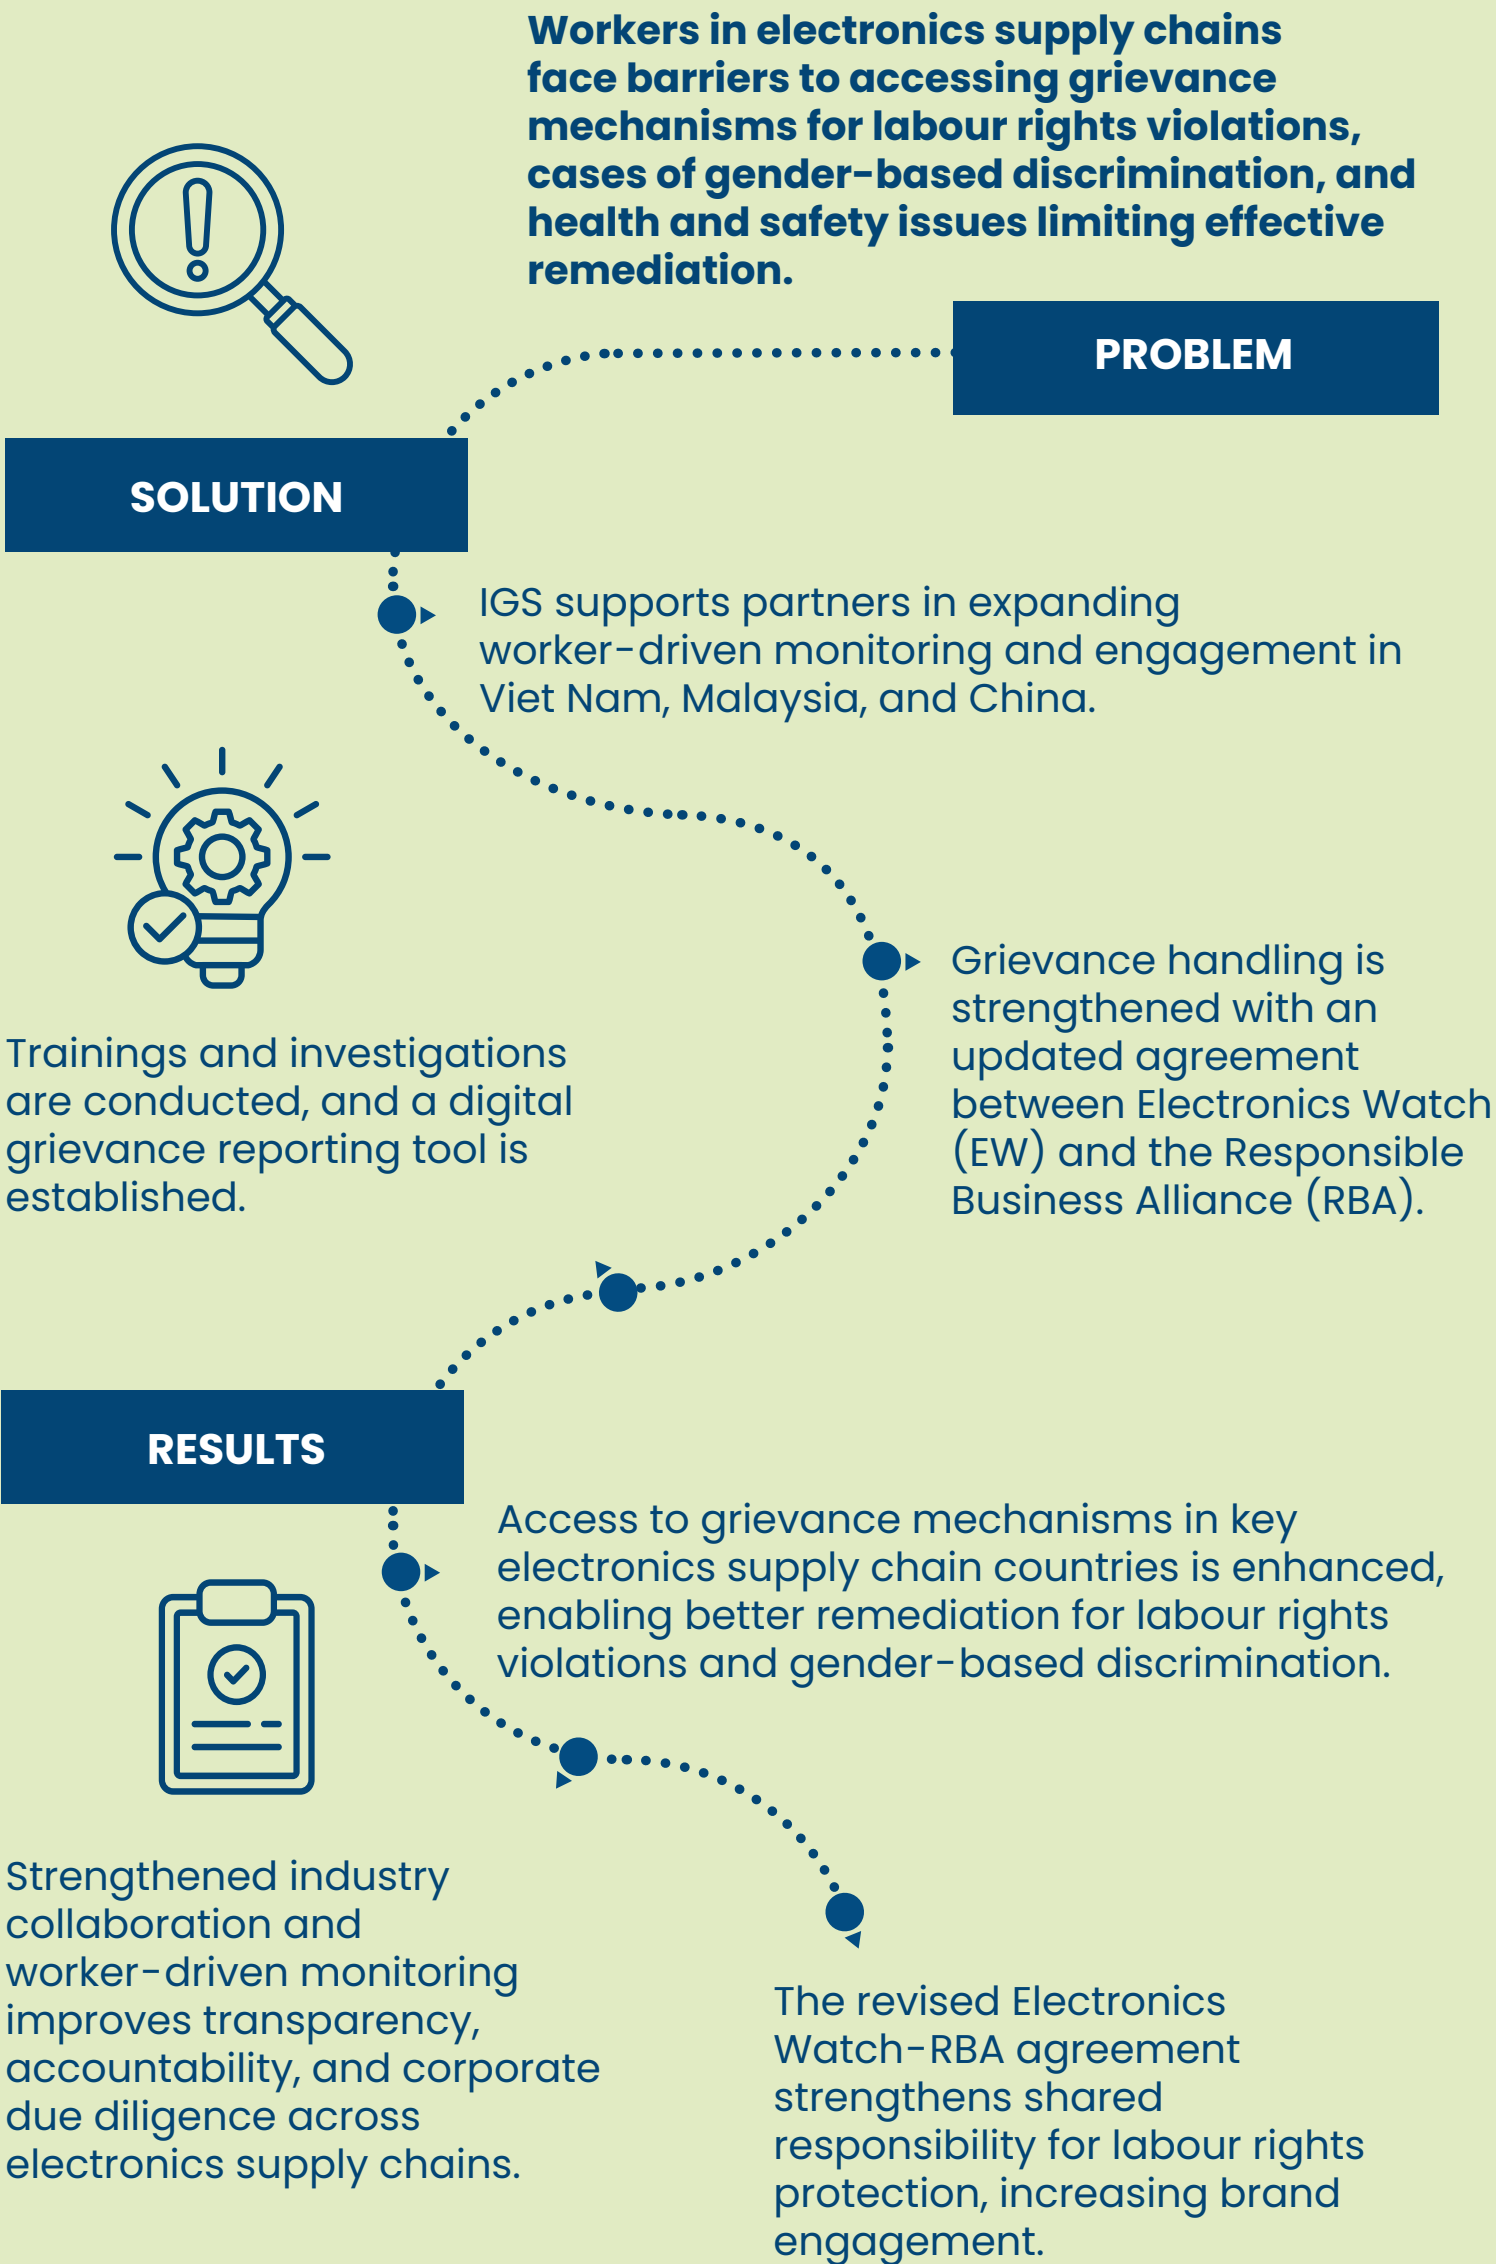 Workers in electronics supply chains
face barriers to accessing grievance
mechanisms for labour rights violations,
cases of gender-based discrimination, and
health and safety issues limiting effective
remediation.
PROBLEM
SOLUTION
IGS supports partners in expanding
worker-driven monitoring and engagement in
Viet Nam, Malaysia, and China.
Grievance handling is
strengthened with an
updated agreement
between Electronics Watch
(EW) and the Responsible
Business Alliance (RBA).
Trainings and investigations
are conducted, and a digital
grievance reporting tool is
established.
RESULTS
Access to grievance mechanisms in key
electronics supply chain countries is enhanced,
enabling better remediation for labour rights
violations and gender-based discrimination.
Strengthened industry
collaboration and
worker-driven monitoring
improves transparency,
accountability, and corporate
due diligence across
electronics supply chains.
The revised Electronics
Watch-RBA agreement
strengthens shared
responsibility for labour rights
protection, increasing brand
engagement.